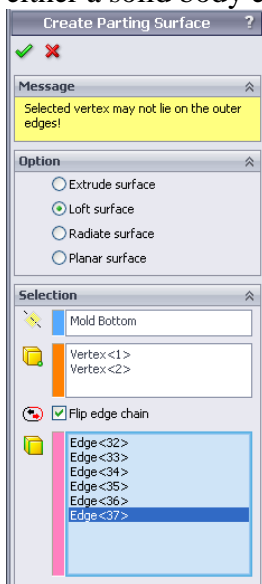 Create Parting Surface ?
Message
Selected vertex may not lie on the outer
edges!
Option
Extrude surface
Loft surface
Radiate surface
Planar surface
Selection
Mold Bottom
Vertex<1>
Vertex<2>
Flip edge chain
Edge<32>
Edge<33>
Edge<34>
Edge<35>
Edge<36>
Edge<37>